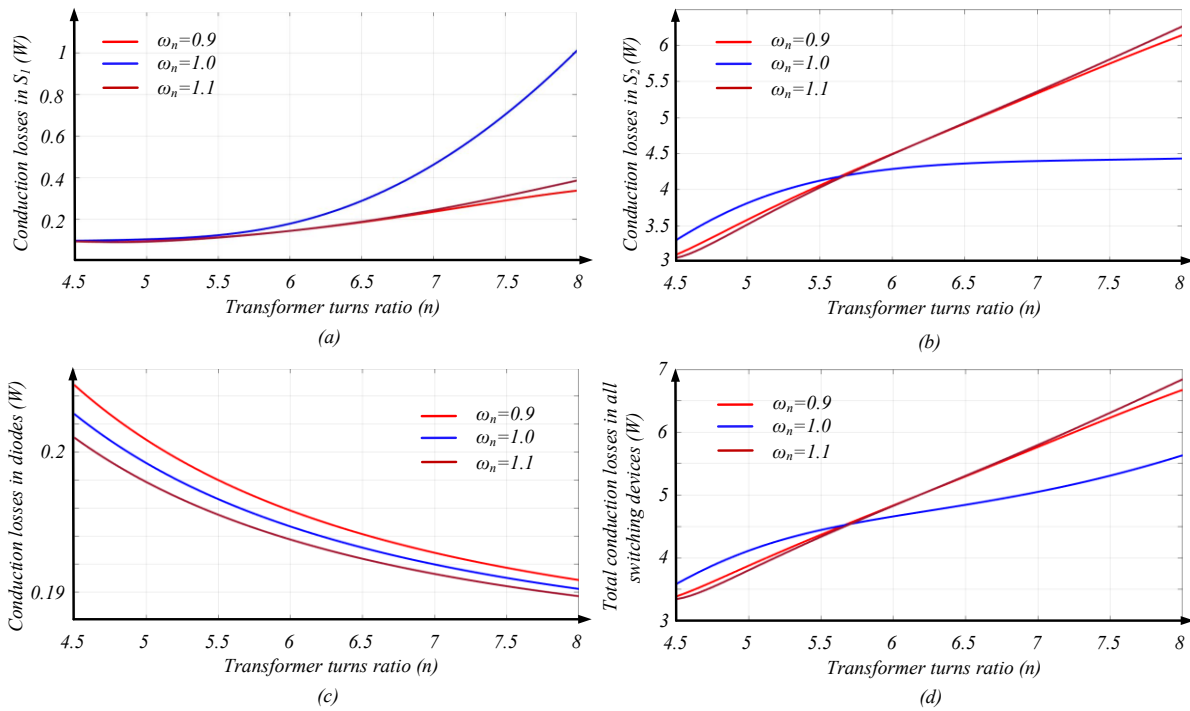 Conduction losses in S₁ (W)
1
0.8
0.6
0.4
0.2
ωₙ=0.9
ωₙ=1.0
ωₙ=1.1
4.5 5 5.5 6 6.5 7 7.5 8
Transformer turns ratio (n)
(a)
Conduction losses in S₂ (W)
6
5.5
5
4.5
4
3.5
3
ωₙ=0.9
ωₙ=1.0
ωₙ=1.1
4.5 5 5.5 6 6.5 7 7.5 8
Transformer turns ratio (n)
(b)
Conduction losses in diodes (W)
0.2
0.19
ωₙ=0.9
ωₙ=1.0
ωₙ=1.1
4.5 5 5.5 6 6.5 7 7.5 8
Transformer turns ratio (n)
(c)
Total conduction losses in all
switching devices (W)
7
6
5
4
3
ωₙ=0.9
ωₙ=1.0
ωₙ=1.1
4.5 5 5.5 6 6.5 7 7.5 8
Transformer turns ratio (n)
(d)